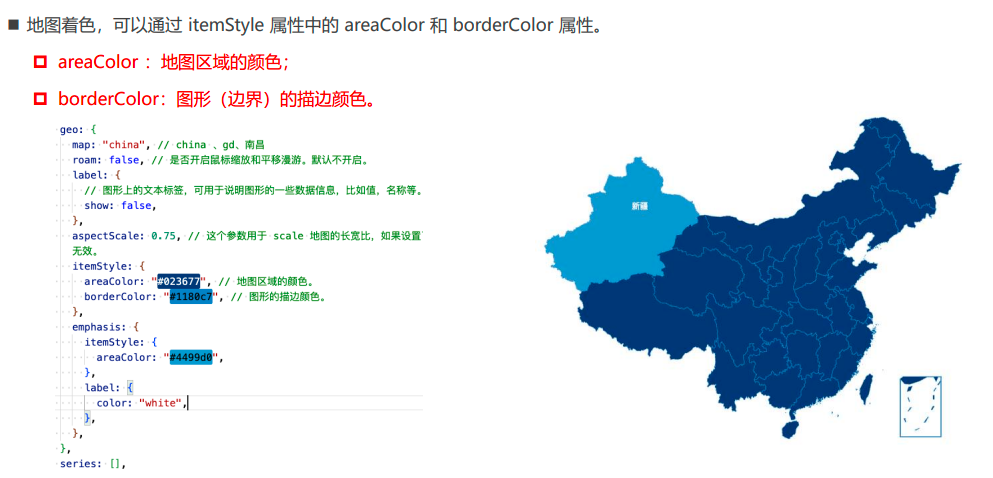 地图着色，可以通过 itemStyle 属性中的 areaColor 和 borderColor 属性。
areaColor ：地图区域的颜色；
borderColor：图形（边界）的描边颜色。
geo: {
map: "china", // china 、gd、南昌
roam: false, // 是否开启鼠标缩放和平移漫游。默认不开启。
label: {
// 图形上的文本标签，可用于说明图形的一些数据信息，比如值，名称等。
show: false,
},
aspectScale: 0.75, // 这个参数用于 scale 地图的长宽比，如果设置
无效。
itemStyle: {
areaColor: "#023677", // 地图区域的颜色。
borderColor: "#1180c7", // 图形的描边颜色。
},
emphasis: {
itemStyle: {
areaColor: "#4499d0",
},
label: {
color: "white",
},
},
},
series: [],
新疆